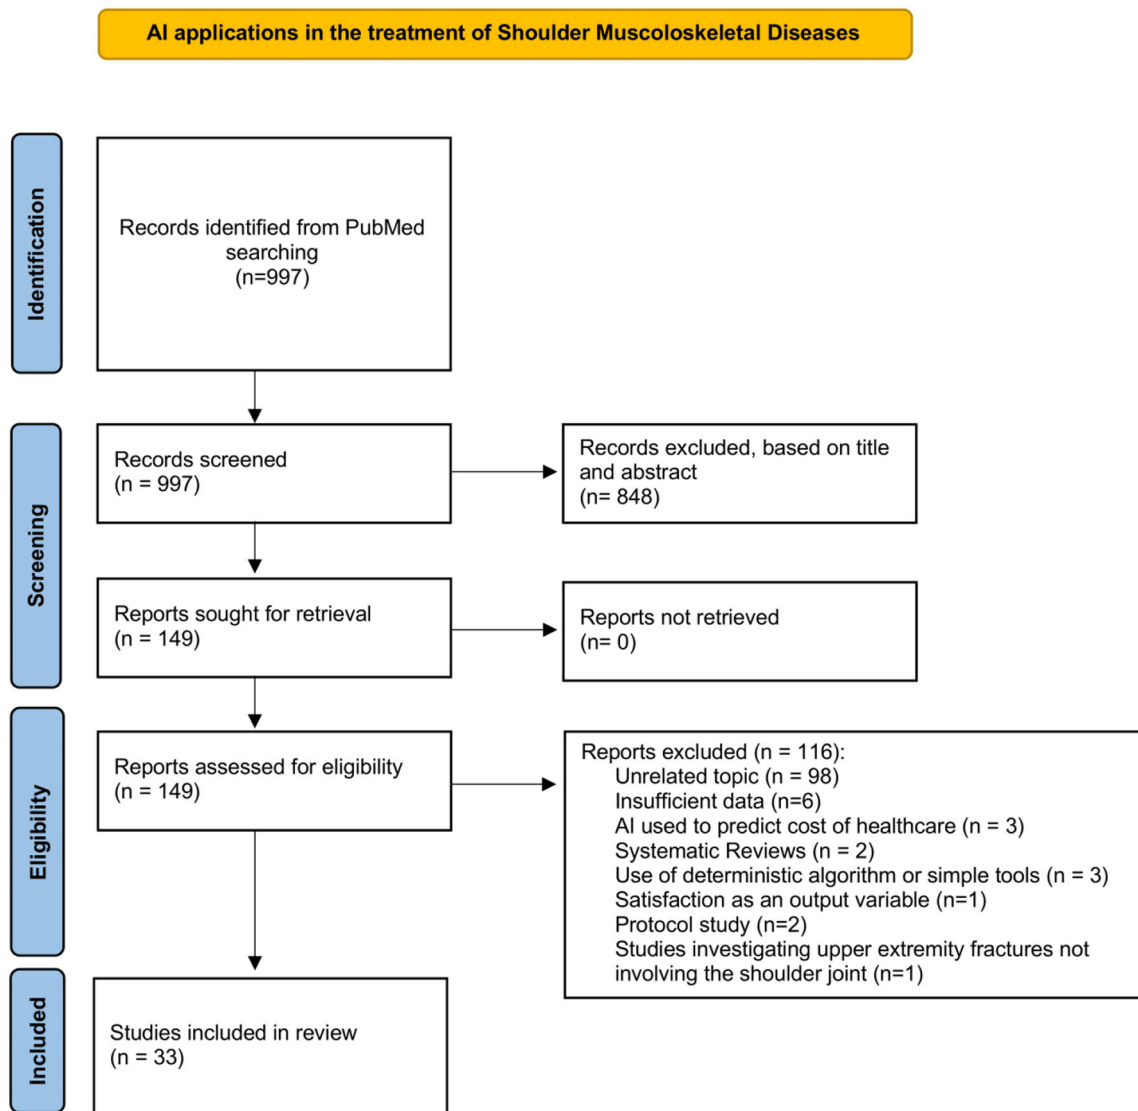 AI applications in the treatment of Shoulder Muscoloskeletal Diseases
Identification
Records identified from PubMed
searching
(n=997)
Screening
Records screened
(n = 997)
Records excluded, based on title
and abstract
(n= 848)
Reports sought for retrieval
(n = 149)
Reports not retrieved
(n= 0)
Eligibility
Reports assessed for eligibility
(n = 149)
Reports excluded (n = 116):
Unrelated topic (n = 98)
Insufficient data (n=6)
AI used to predict cost of healthcare (n = 3)
Systematic Reviews (n = 2)
Use of deterministic algorithm or simple tools (n = 3)
Satisfaction as an output variable (n=1)
Protocol study (n=2)
Studies investigating upper extremity fractures not
involving the shoulder joint (n=1)
Included
Studies included in review
(n = 33)